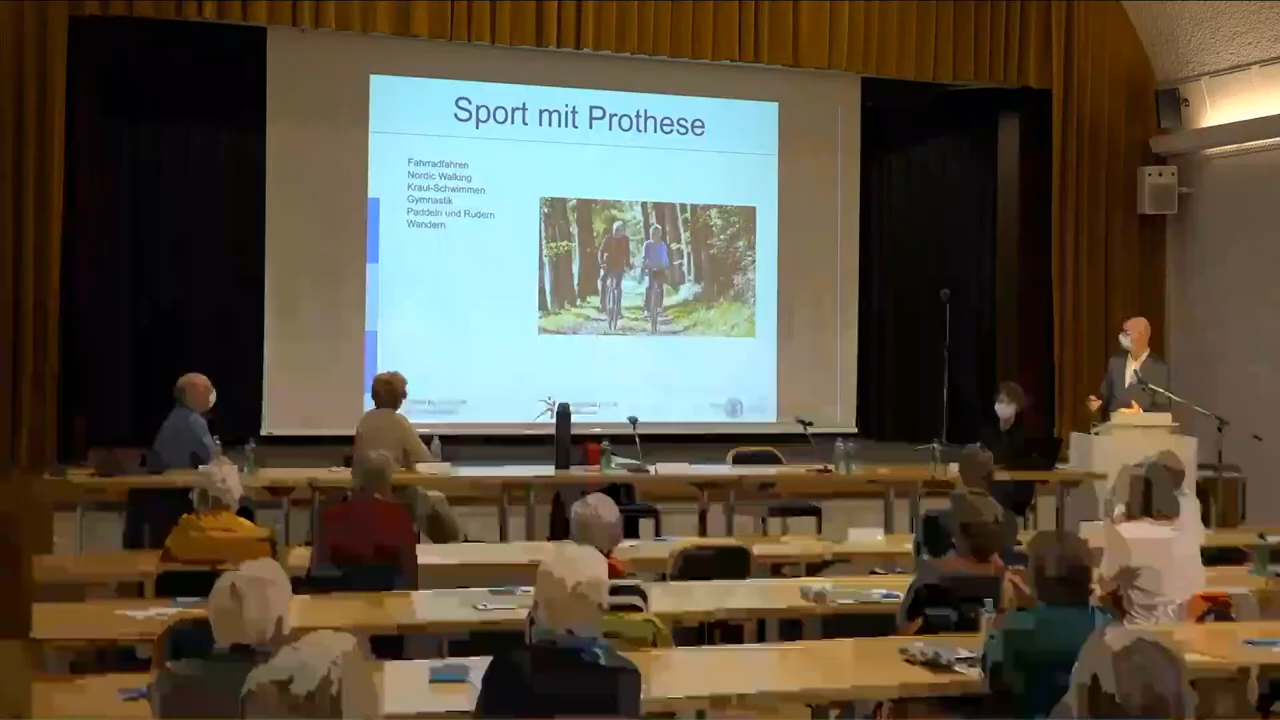 Sport mit Prothese
Fahrradfahren
Nordic Walking
Kraul-Schwimmen
Gymnastik
Paddeln und Rudern
Wandern